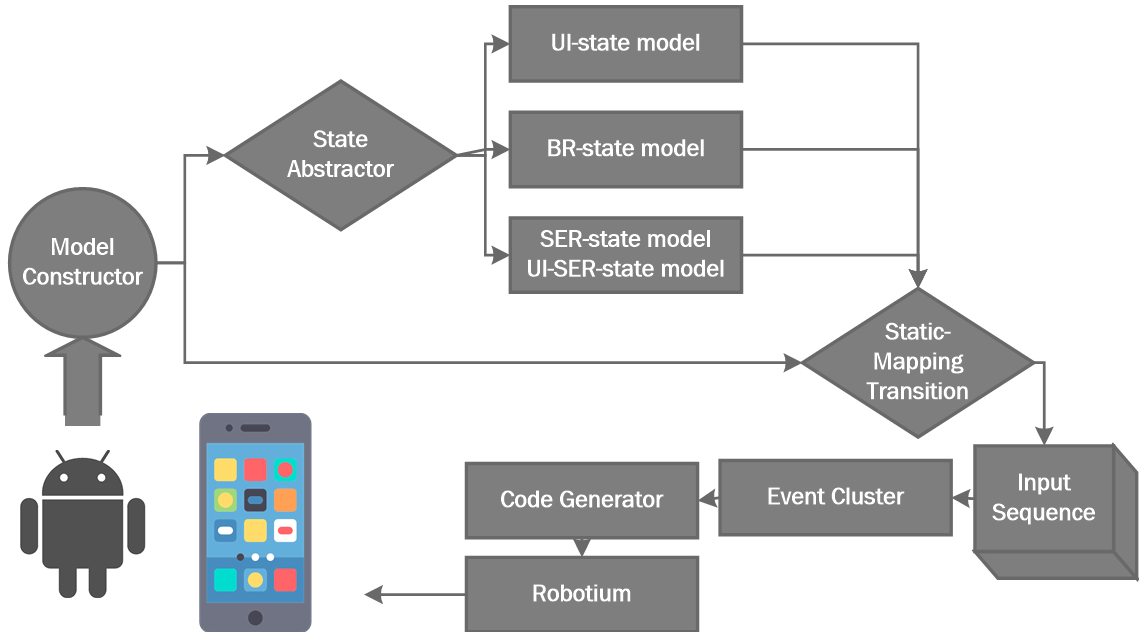 UI-state model
State
Abstractor
BR-state model
SER-state model
UI-SER-state model
Model
Constructor
Static-
Mapping
Transition
Input
Sequence
Event Cluster
Code Generator
Robotium